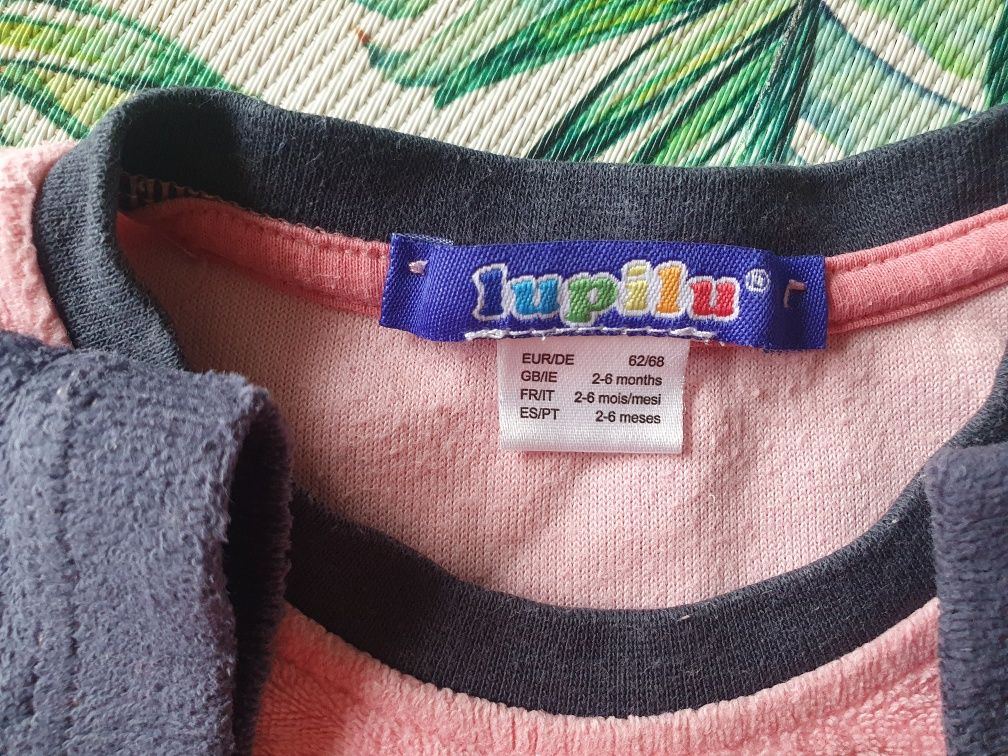 lupilu®
EUR/DE 62/68
GB/IE 2-6 months
FR/IT 2-6 mois/mesi
ES/PT 2-6 meses